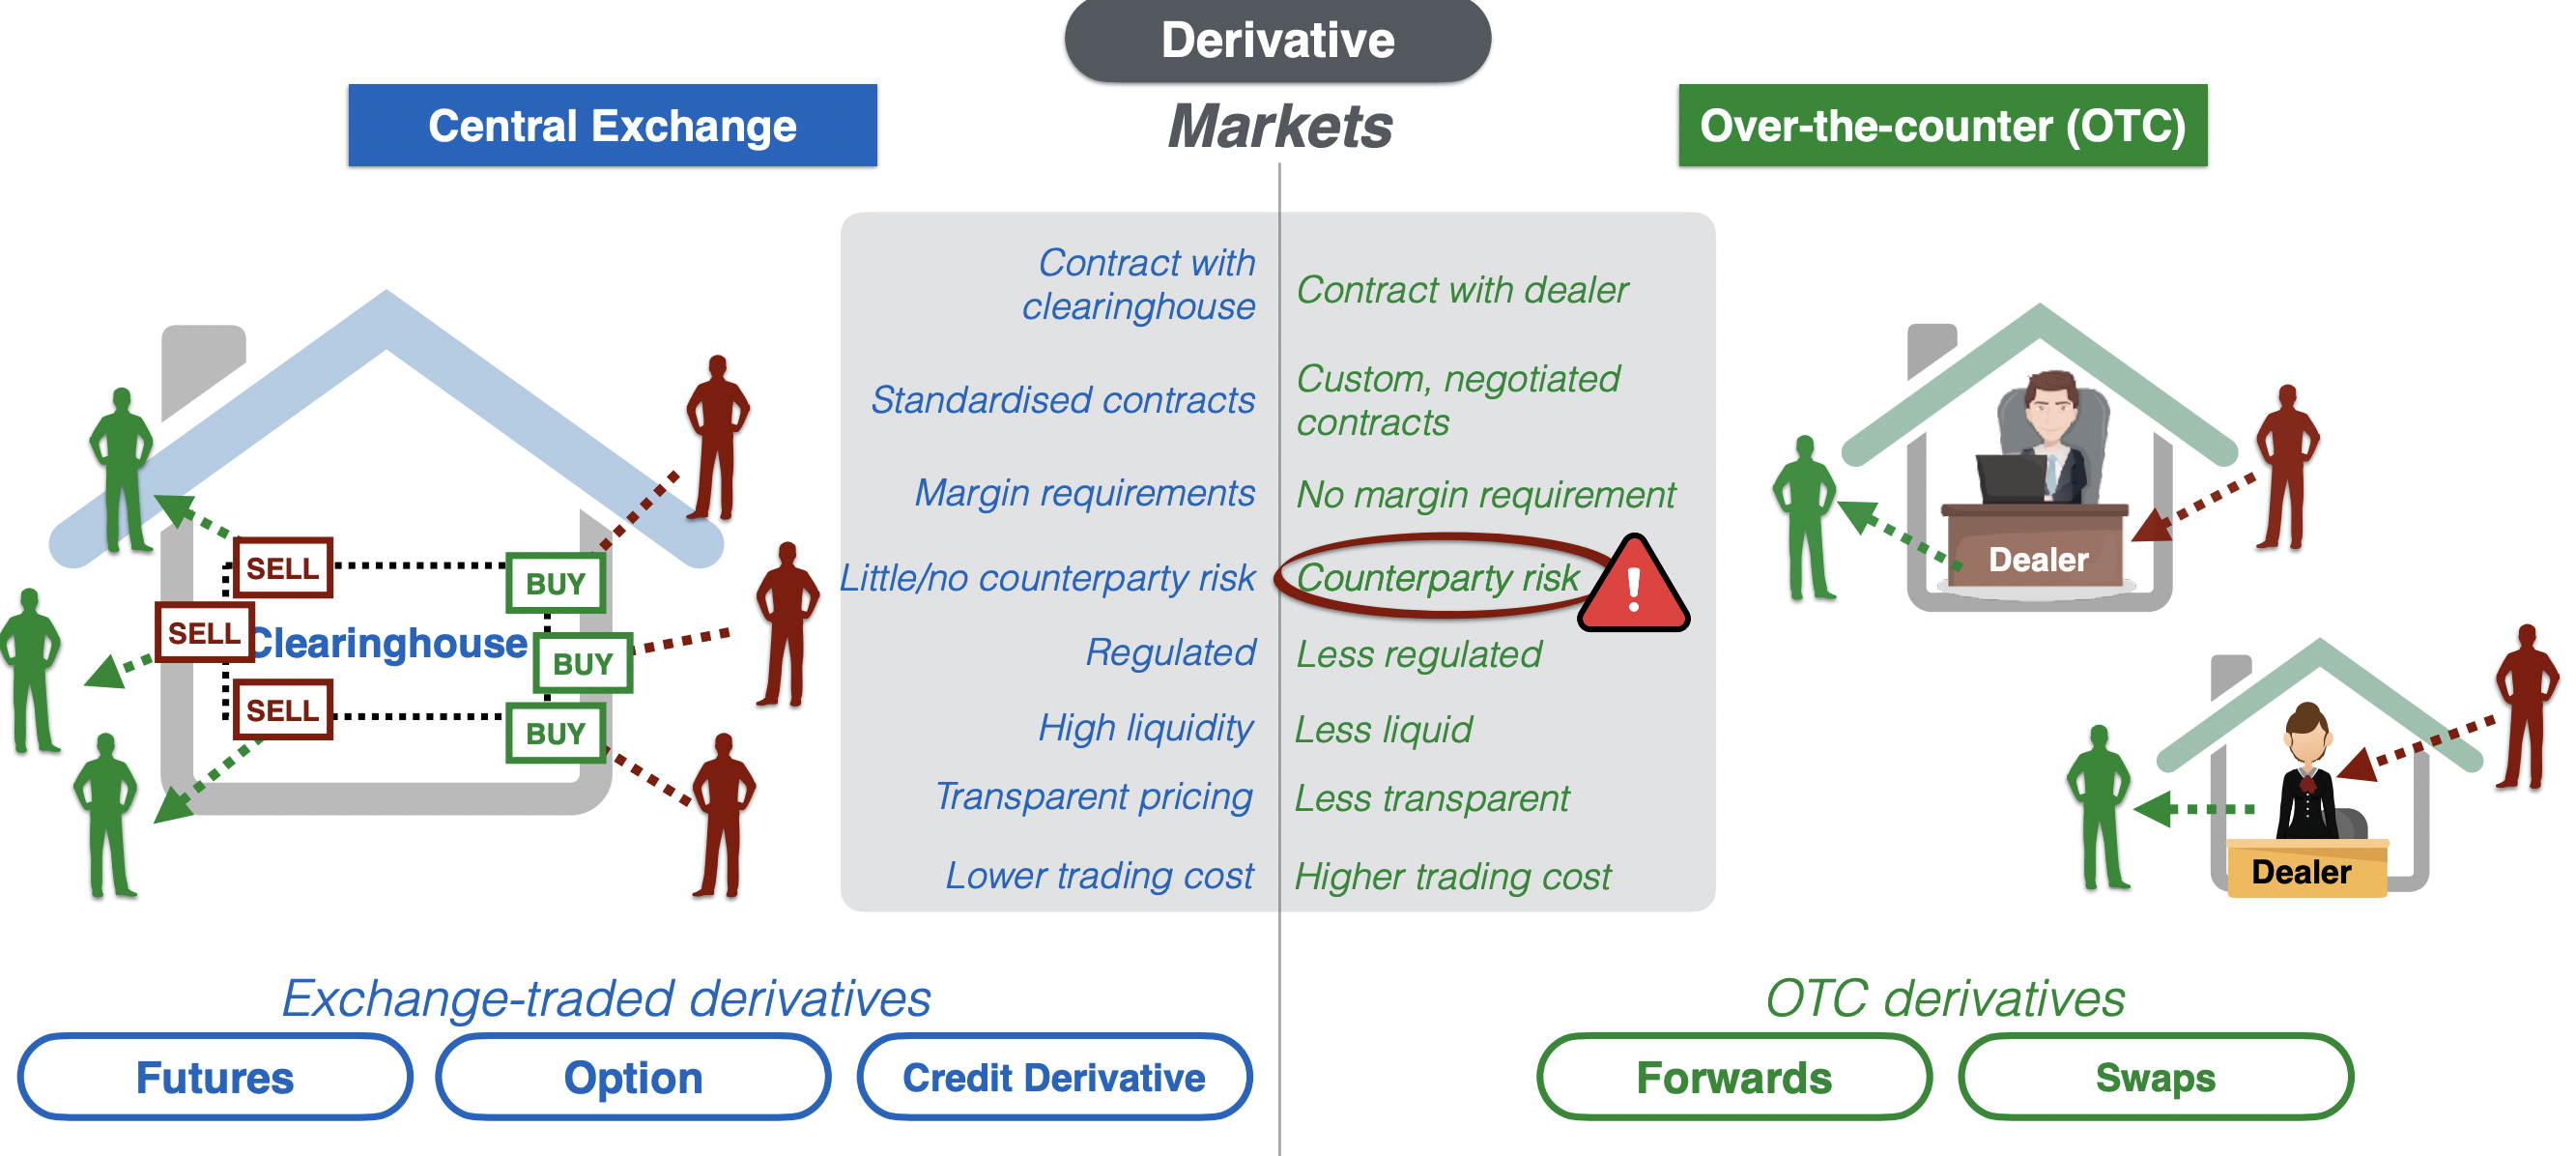 Derivative
Markets
Central Exchange
Over-the-counter (OTC)
Contract with
clearinghouse
Contract with dealer
Standardised contracts
Custom, negotiated
contracts
Margin requirements
No margin requirement
Little/no counterparty risk
Counterparty risk
!
Regulated
Less regulated
High liquidity
Less liquid
Transparent pricing
Less transparent
Lower trading cost
Higher trading cost
SELL
BUY
SELL
Clearinghouse
BUY
SELL
BUY
Dealer
Dealer
Exchange-traded derivatives
Futures
Option
Credit Derivative
OTC derivatives
Forwards
Swaps